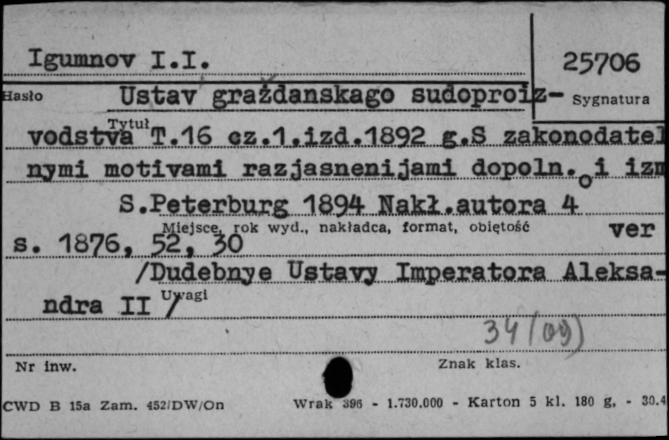 Igumnov I.I.
25706
Hasło
Ustav grażdanskago sudoproiz-
Sygnatura
Tytuł
vodstva T.16 cz.1.izd.1892 g.S zakonodatel
nymi motivami razjasnenijami dopoln. o i izm
S.Peterburg 1894 Nakł.autora 4
Miejsce, rok wyd., nakładca, format, objętość
ver
s. 1876, 52, 30
/Dudebnye Ustavy Imperatora Aleksa-
ndra II /
Uwagi
34/09)
Nr inw.
Znak klas.
CWD B 15a Zam. 452/DW/On
Wrak 396 - 1.730.000 - Karton 5 kl. 180 g, - 30.4